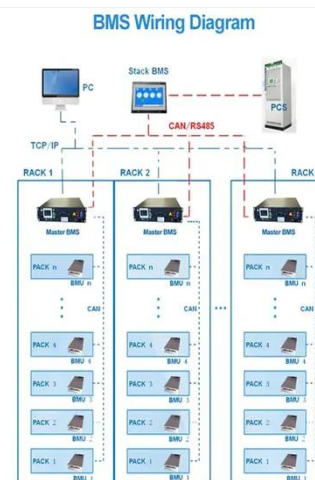 BMS Wiring Diagram
Stack BMS
PC
PCS
CAN/RS485
TCP/IP
RACK 1
RACK 2
RACK
Master BMS
Master BMS
Master BMS
PACK n
BMU n
PACK n
BMU n
PACK n
BMU n
CAN
CAN
CAN
PACK 4
BMU 4
PACK 4
BMU 4
PACK 4
BMU 4
PACK 3
BMU 3
PACK 3
BMU 3
PACK 3
BMU 3
PACK 2
BMU 2
PACK 2
BMU 2
PACK 2
BMU 2
PACK 1
BMU 1
PACK 1
BMU 1
PACK 1
BMU 1